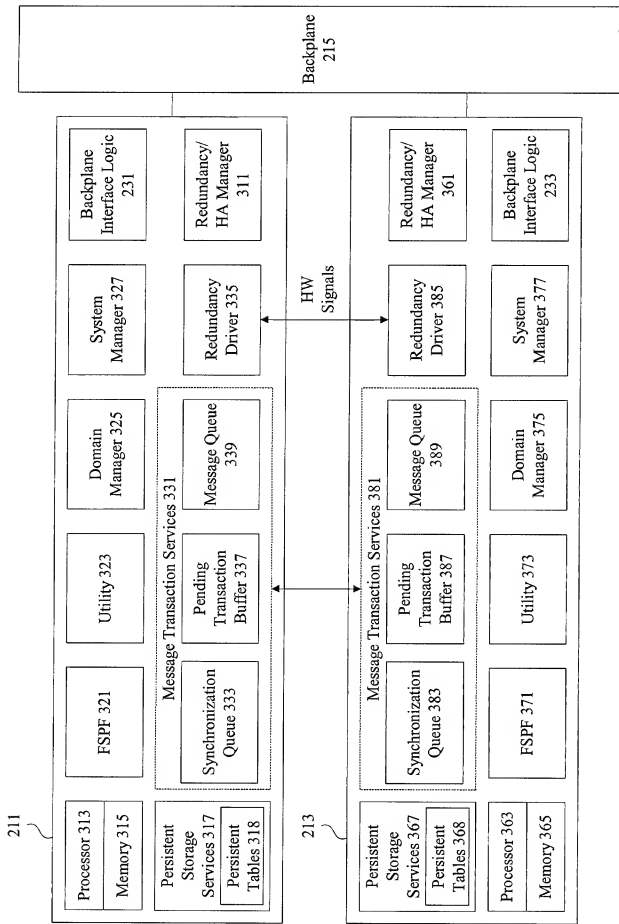 211
Processor 313
Memory 315
FSPF 321
Utility 323
Domain
Manager 325
System
Manager 327
Backplane
Interface Logic
231
Persistent
Storage
Services 317
Persistent
Tables 318
Message Transaction Services 331
Synchronization
Queue 333
Pending
Transaction
Buffer 337
Message Queue
339
Redundancy
Driver 335
Redundancy/
HA Manager
311
HW
Signals
213
Persistent
Storage
Services 367
Persistent
Tables 368
Message Transaction Services 381
Synchronization
Queue 383
Pending
Transaction
Buffer 387
Message Queue
389
Redundancy
Driver 385
Redundancy/
HA Manager
361
Processor 363
Memory 365
FSPF 371
Utility 373
Domain
Manager 375
System
Manager 377
Backplane
Interface Logic
233
Backplane
215